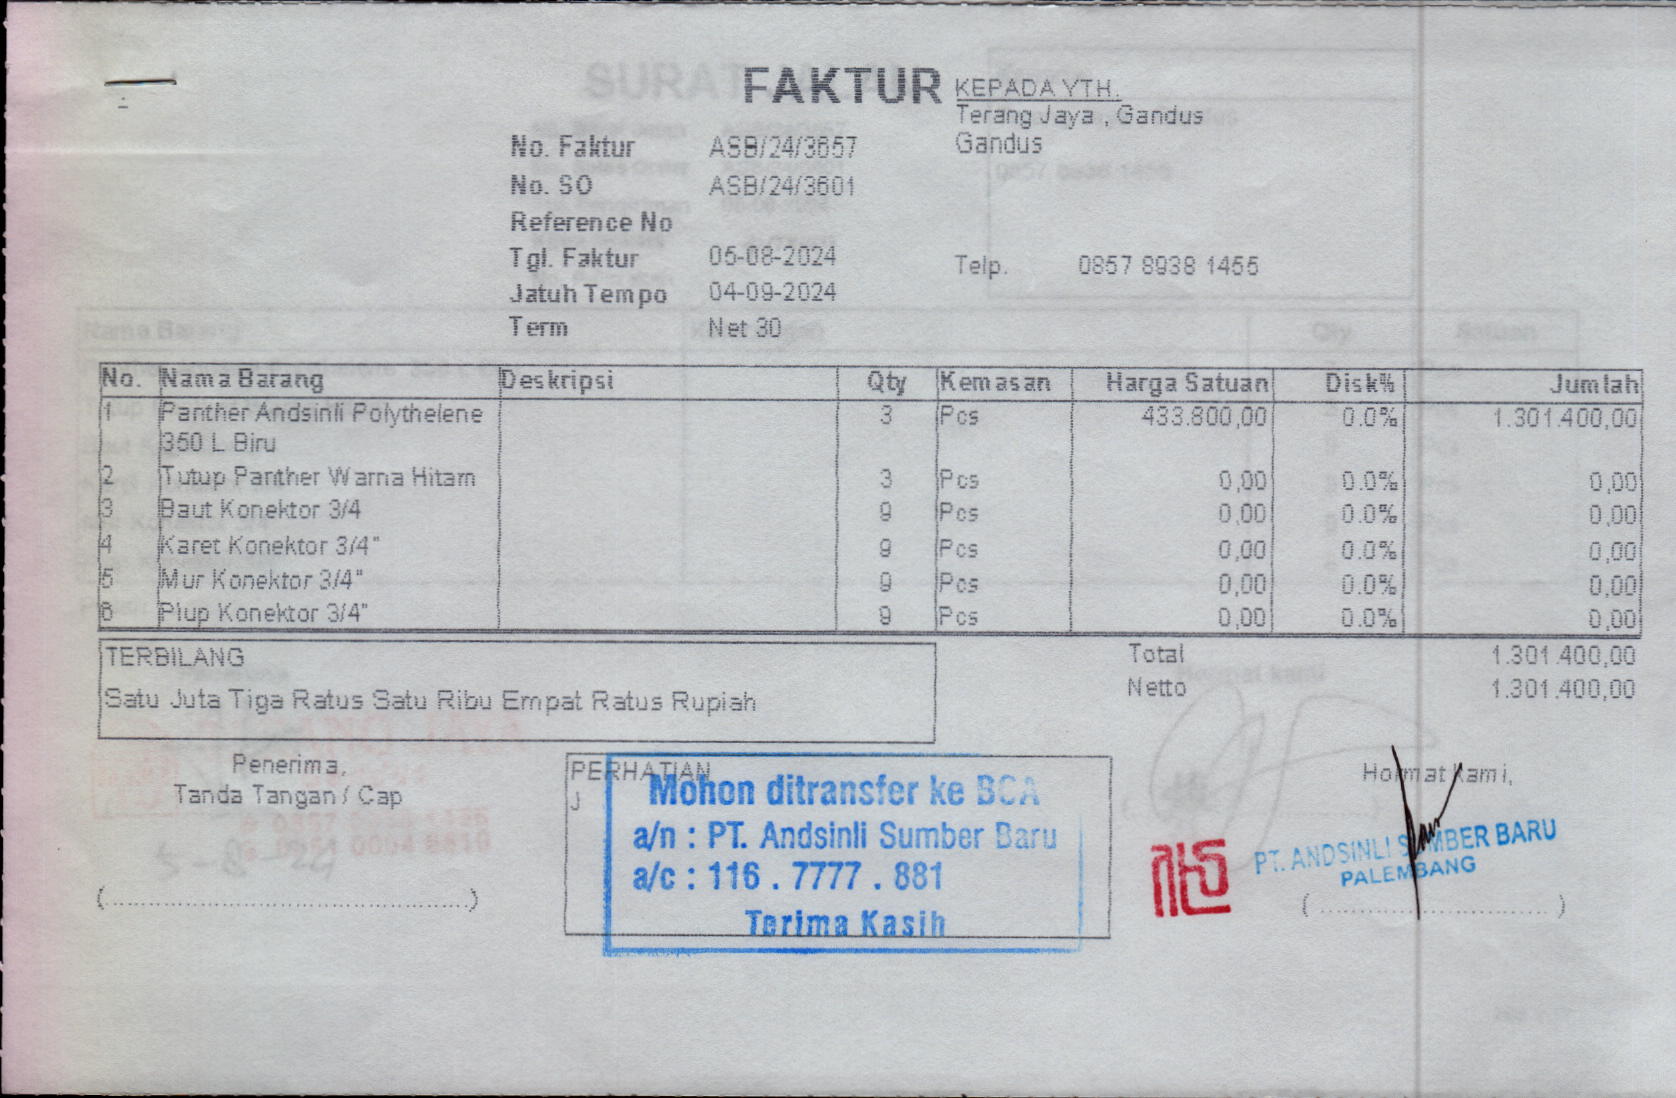 FAKTUR
KEPADA YTH.
Terang Jaya , Gandus
Gandus
No. Faktur ASB/24/3657
No. SO ASB/24/3601
Reference No
Tgl. Faktur 05-08-2024
Telp. 0857 8938 1455
Jatuh Tempo 04-09-2024
Term Net 30
No. Nama Barang Deskripsi Qty Kemasan Harga Satuan Disk% Jumlah
1 Panther Andsinli Polythelene 3 Pcs 433.800,00 0.0% 1.301.400,00
350 L Biru
2 Tutup Panther Warna Hitam 3 Pcs 0,00 0.0% 0,00
3 Baut Konektor 3/4 9 Pcs 0,00 0.0% 0,00
4 Karet Konektor 3/4" 9 Pcs 0,00 0.0% 0,00
5 Mur Konektor 3/4" 9 Pcs 0,00 0.0% 0,00
6 Plup Konektor 3/4" 9 Pcs 0,00 0.0% 0,00
TERBILANG
Satu Juta Tiga Ratus Satu Ribu Empat Ratus Rupiah
Total 1.301.400,00
Netto 1.301.400,00
Penerima,
Tanda Tangan / Cap
(................................................)
PERHATIAN
J
Mohon ditransfer ke BCA
a/n : PT. Andsinli Sumber Baru
a/c : 116 . 7777 . 881
Terima Kasih
Hormat kami,
PT. ANDSINLI SUMBER BARU
PALEMBANG
(..............................)